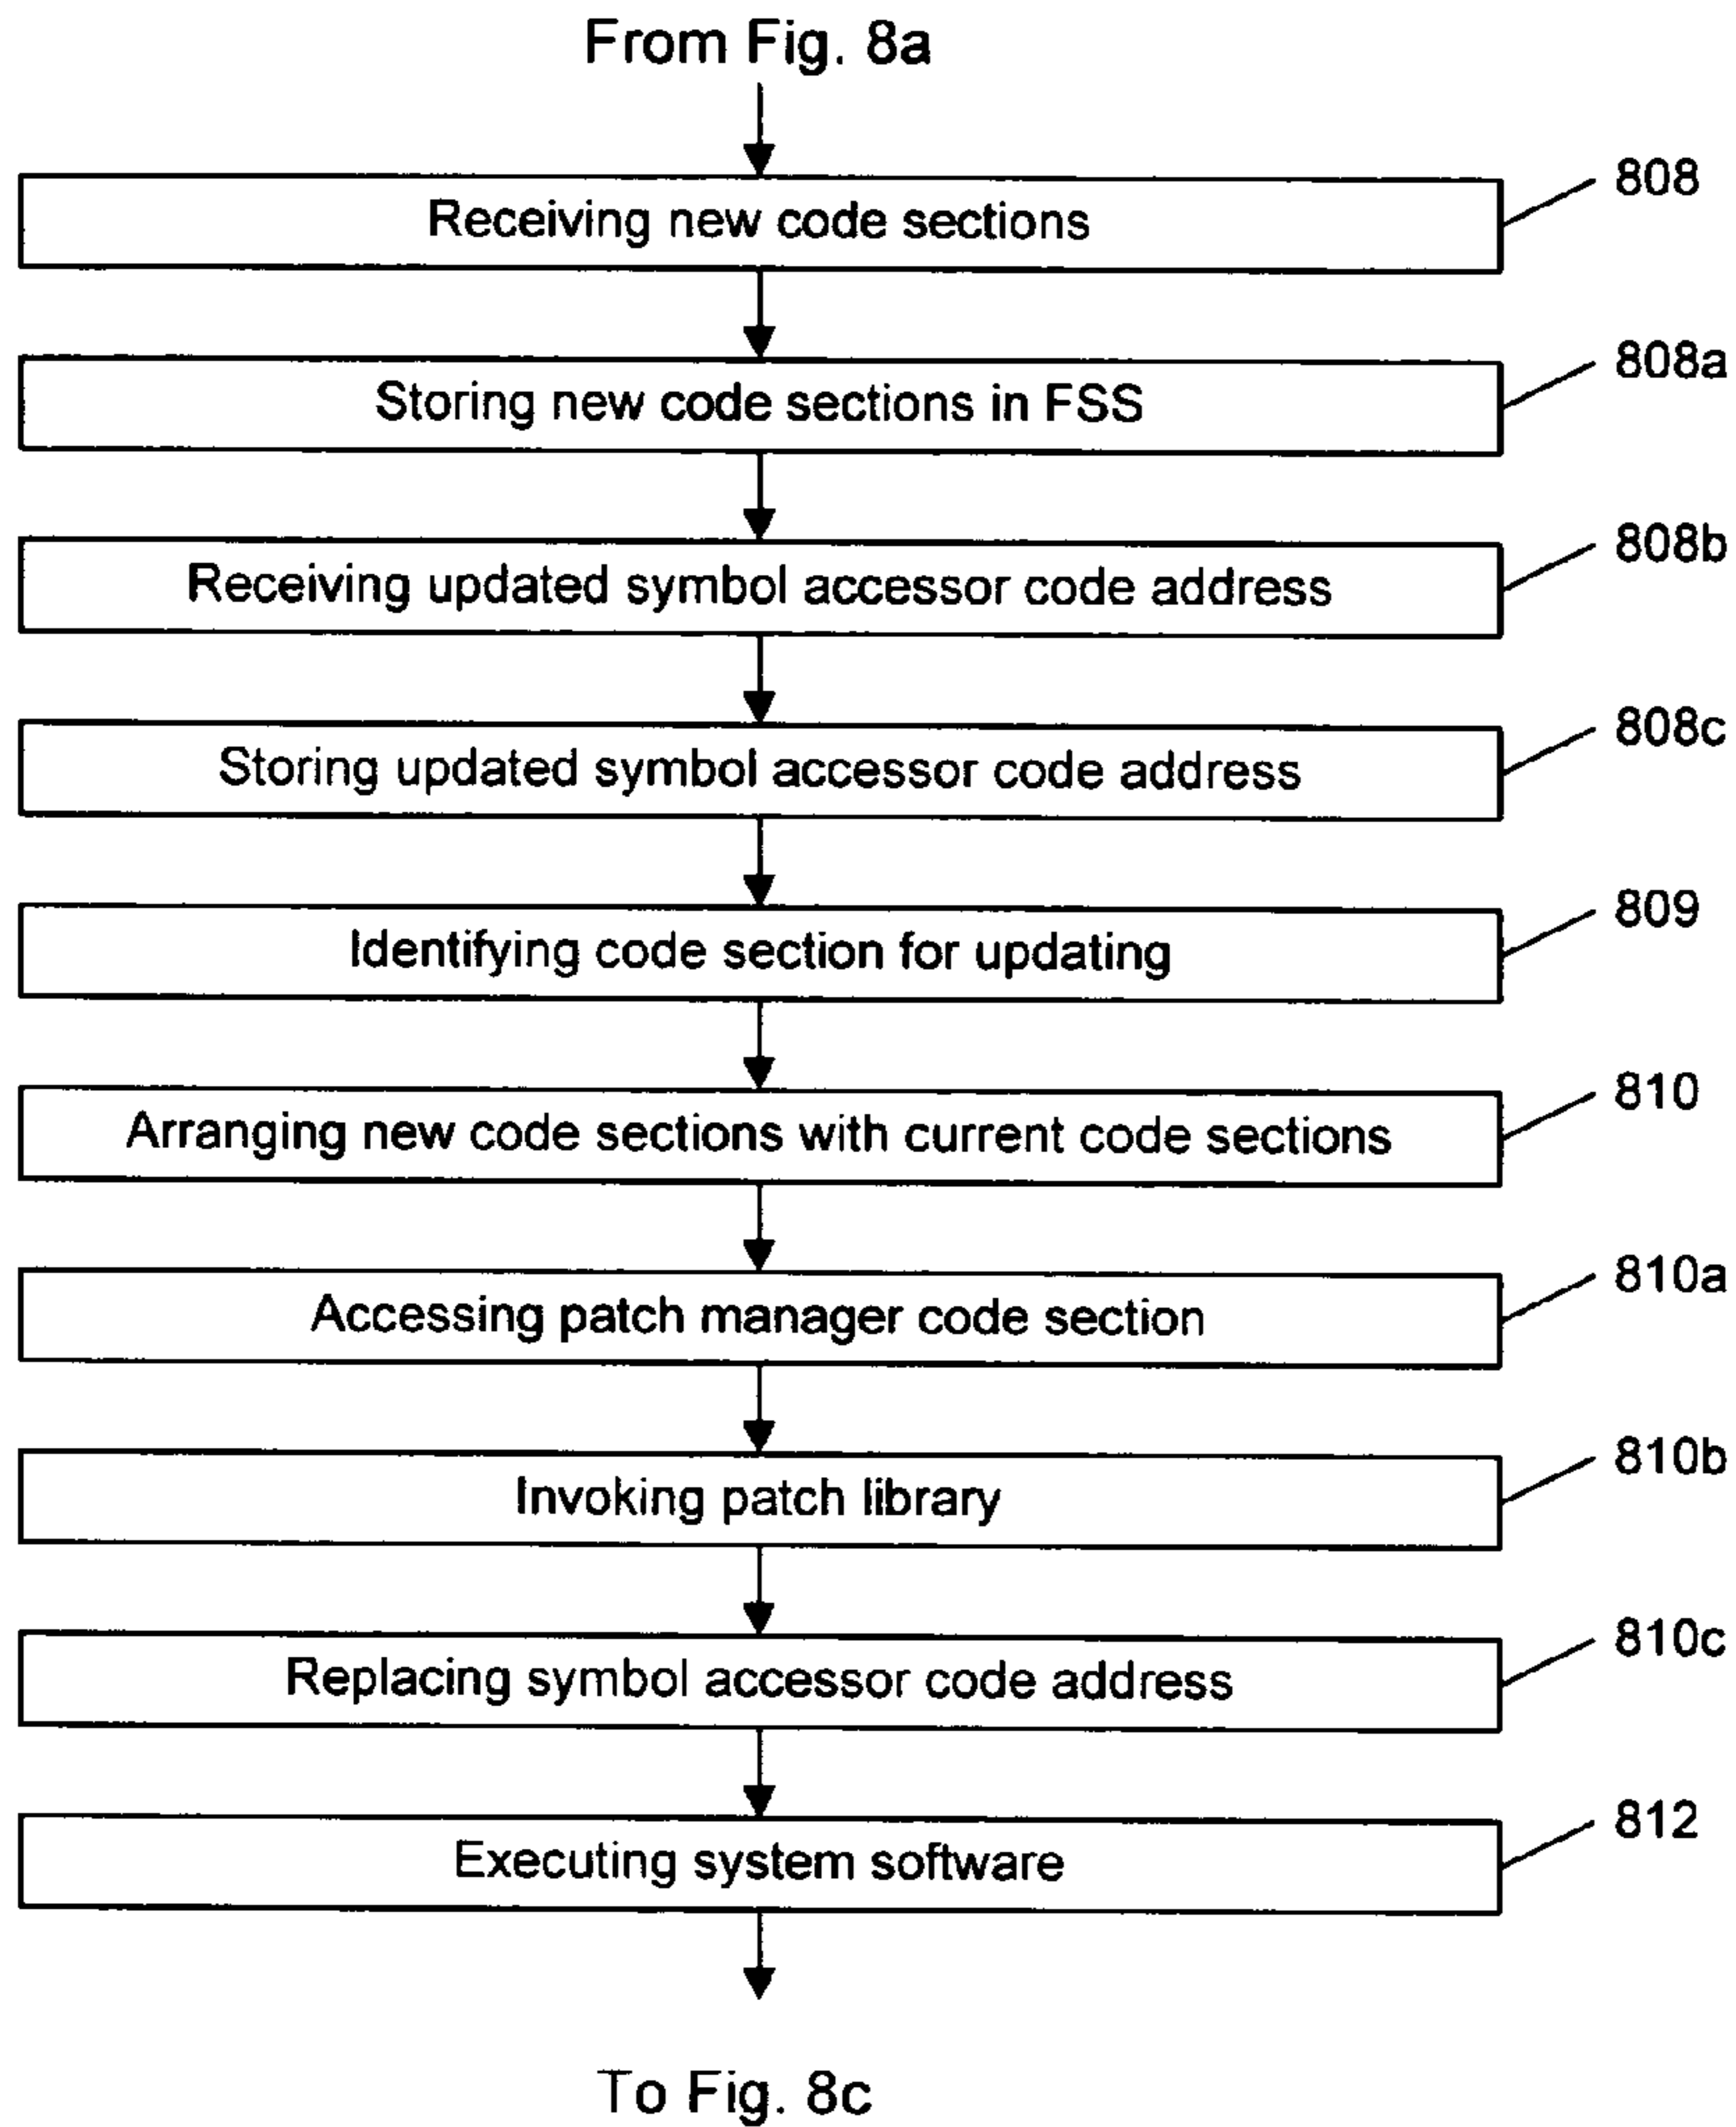 From Fig. 8a
Receiving new code sections
808
Storing new code sections in FSS
808a
Receiving updated symbol accessor code address
808b
Storing updated symbol accessor code address
808c
Identifying code section for updating
809
Arranging new code sections with current code sections
810
Accessing patch manager code section
810a
Invoking patch library
810b
Replacing symbol accessor code address
810c
Executing system software
812
To Fig. 8c